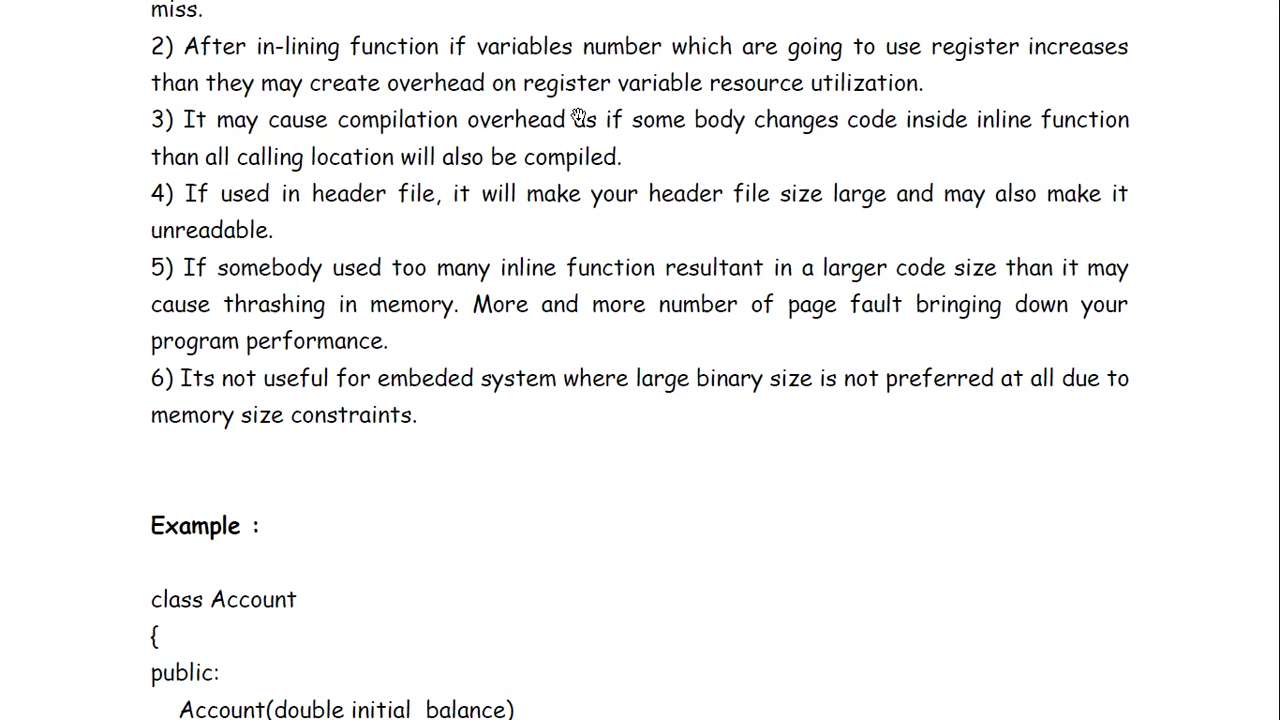 miss.
2) After in-lining function if variables number which are going to use register increases
than they may create overhead on register variable resource utilization.
3) It may cause compilation overhead as if some body changes code inside inline function
than all calling location will also be compiled.
4) If used in header file, it will make your header file size large and may also make it
unreadable.
5) If somebody used too many inline function resultant in a larger code size than it may
cause thrashing in memory. More and more number of page fault bringing down your
program performance.
6) Its not useful for embeded system where large binary size is not preferred at all due to
memory size constraints.
Example :
class Account
{
public:
Account(double initial_balance)